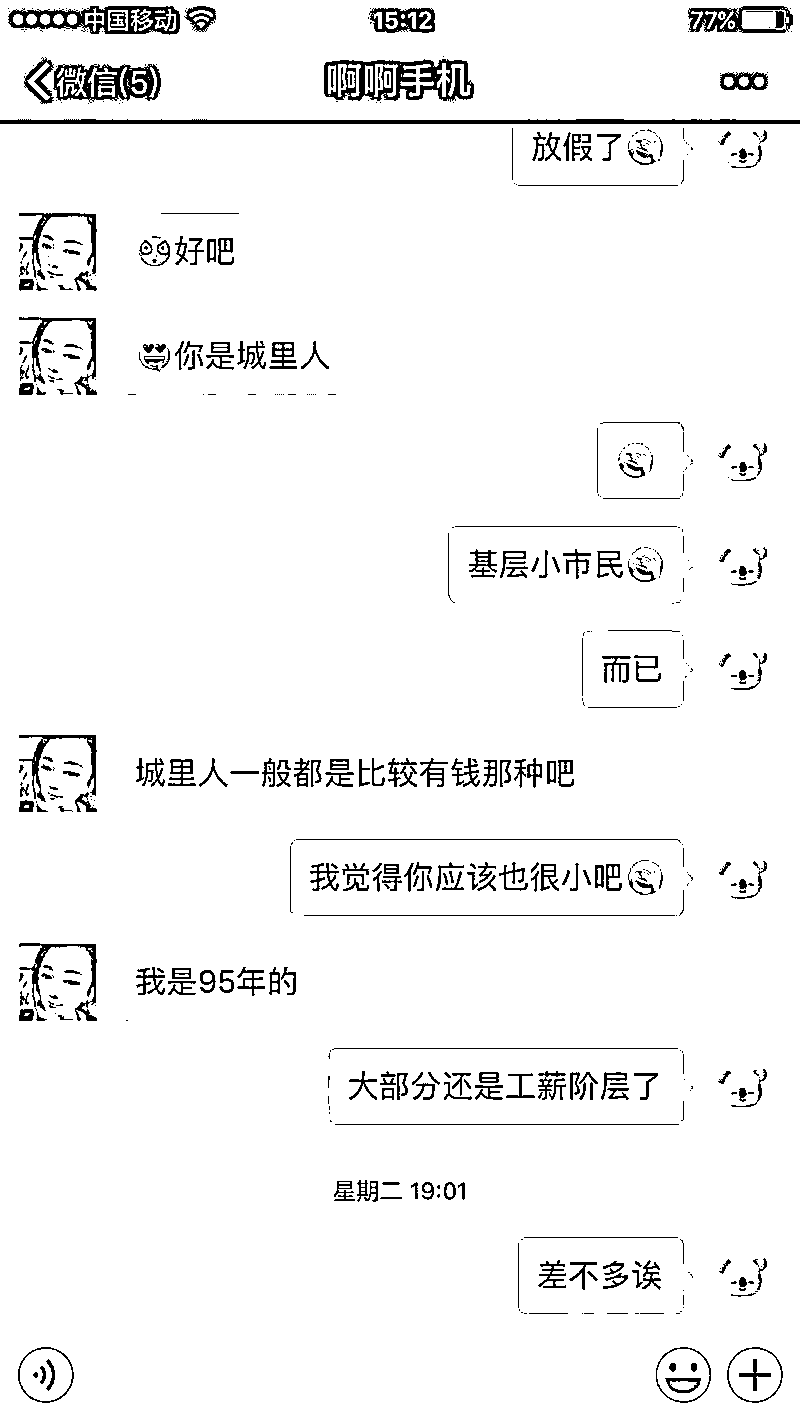 中国移动 15:12 77%
微信(5) 啊啊手机
放假了
好吧
你是城里人
基层小市民
而已
城里人一般都是比较有钱那种吧
我觉得你应该也很小吧
我是95年的
大部分还是工薪阶层了
星期二 19:01
差不多诶